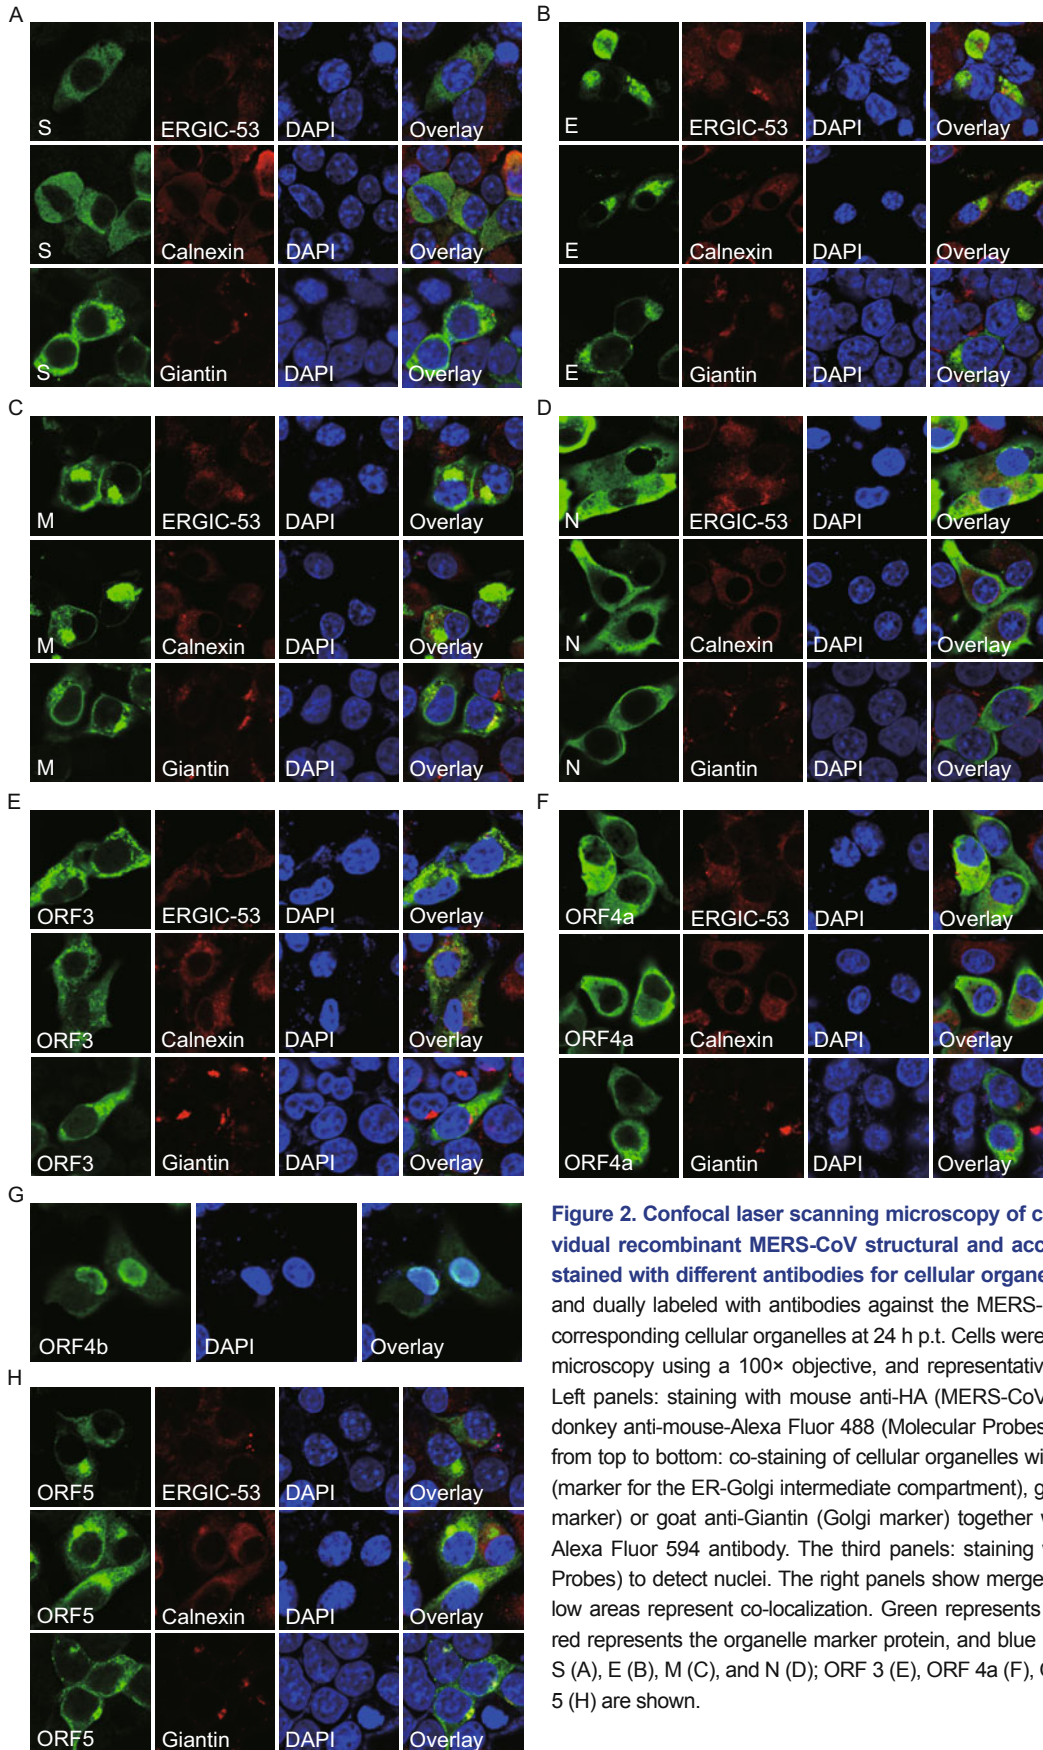 A
S ERGIC-53 DAPI Overlay
S Calnexin DAPI Overlay
S Giantin DAPI Overlay
B
E ERGIC-53 DAPI Overlay
E Calnexin DAPI Overlay
E Giantin DAPI Overlay
C
M ERGIC-53 DAPI Overlay
M Calnexin DAPI Overlay
M Giantin DAPI Overlay
D
N ERGIC-53 DAPI Overlay
N Calnexin DAPI Overlay
N Giantin DAPI Overlay
E
ORF3 ERGIC-53 DAPI Overlay
ORF3 Calnexin DAPI Overlay
ORF3 Giantin DAPI Overlay
F
ORF4a ERGIC-53 DAPI Overlay
ORF4a Calnexin DAPI Overlay
ORF4a Giantin DAPI Overlay
G
ORF4b DAPI Overlay
H
ORF5 ERGIC-53 DAPI Overlay
ORF5 Calnexin DAPI Overlay
ORF5 Giantin DAPI Overlay
Figure 2. Confocal laser scanning microscopy of c
vidual recombinant MERS-CoV structural and acc
stained with different antibodies for cellular organe
and dually labeled with antibodies against the MERS-
corresponding cellular organelles at 24 h p.t. Cells were
microscopy using a 100× objective, and representativ
Left panels: staining with mouse anti-HA (MERS-CoV
donkey anti-mouse-Alexa Fluor 488 (Molecular Probes
from top to bottom: co-staining of cellular organelles wi
(marker for the ER-Golgi intermediate compartment), g
marker) or goat anti-Giantin (Golgi marker) together
Alexa Fluor 594 antibody. The third panels: staining
Probes) to detect nuclei. The right panels show merge
low areas represent co-localization. Green represents
red represents the organelle marker protein, and blue
S (A), E (B), M (C), and N (D); ORF 3 (E), ORF 4a (F),
5 (H) are shown.